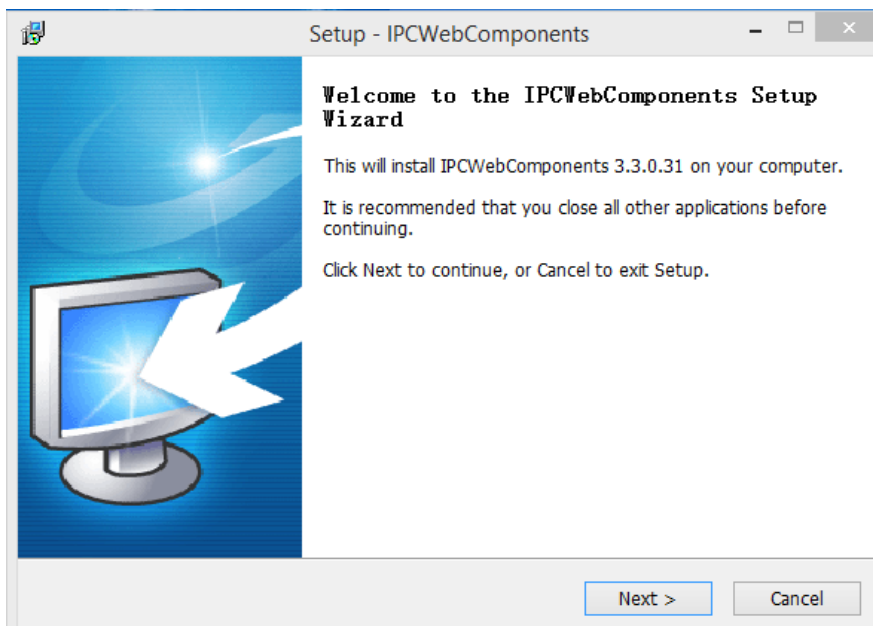 Setup - IPCWebComponents
Welcome to the IPCWebComponents Setup
Wizard
This will install IPCWebComponents 3.3.0.31 on your computer.
It is recommended that you close all other applications before
continuing.
Click Next to continue, or Cancel to exit Setup.
Next >
Cancel